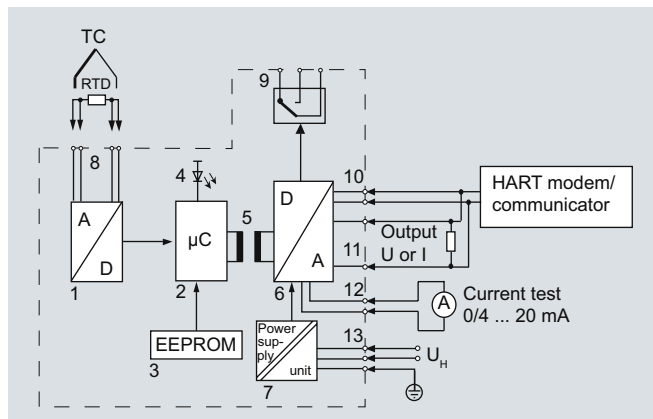 TC
RTD
9
8
4
10
HART modem/
communicator
A
D
D
5
µC
Output
U or I
11
A
12
1
2
6
A
Current test
0/4 ... 20 mA
EEPROM
3
Power
sup-
ply
unit
7
13
U_H